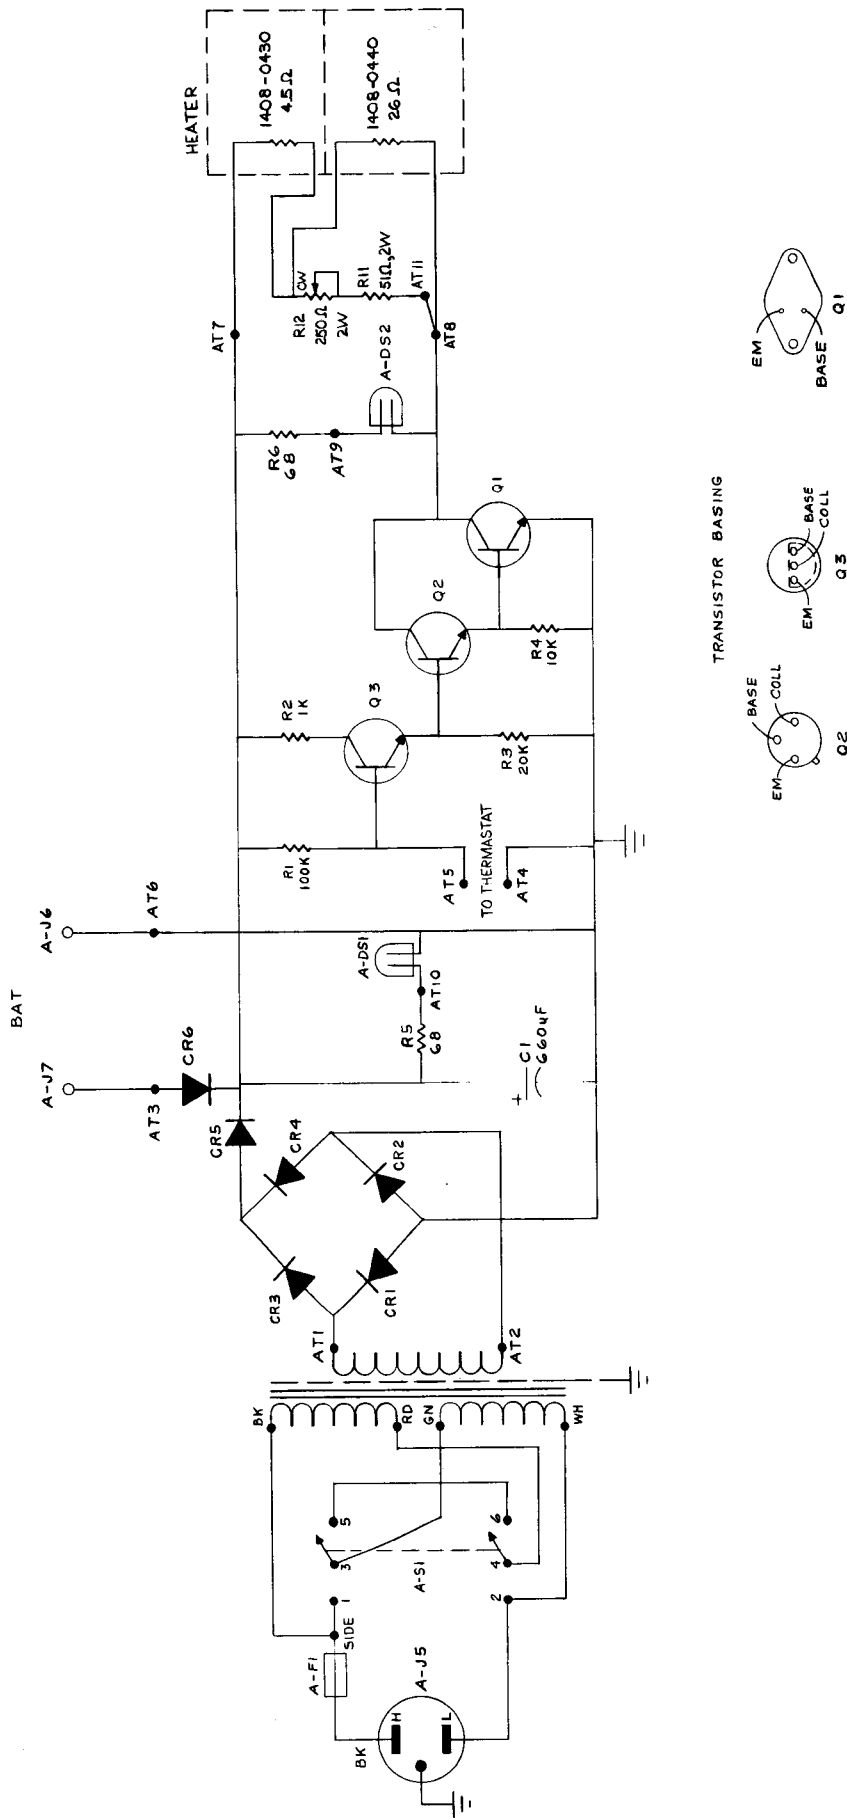 BAT
A-J7
A-J6
AT3
AT6
CR6
CR5
CR4
CR3
CR2
CR1
AT1
AT2
BK
RD
GN
WH
5
3
1
6
4
2
A-S1
SIDE
A-F1
A-J5
BK
H
L
R5
68
AT10
A-DS1
+
C1
660uF
R1
100K
AT5
TO THERMASTAT
AT4
R2
1K
Q3
R3
20K
Q2
R4
10K
Q1
R6
68
AT9
A-DS2
AT7
R12
250Ω
2W
CW
R11
51Ω,2W
AT11
AT8
HEATER
1408-0430
45Ω
1408-0440
26Ω
TRANSISTOR BASING
EM
BASE
COLL
Q2
EM
BASE
COLL
Q3
EM
BASE
Q1